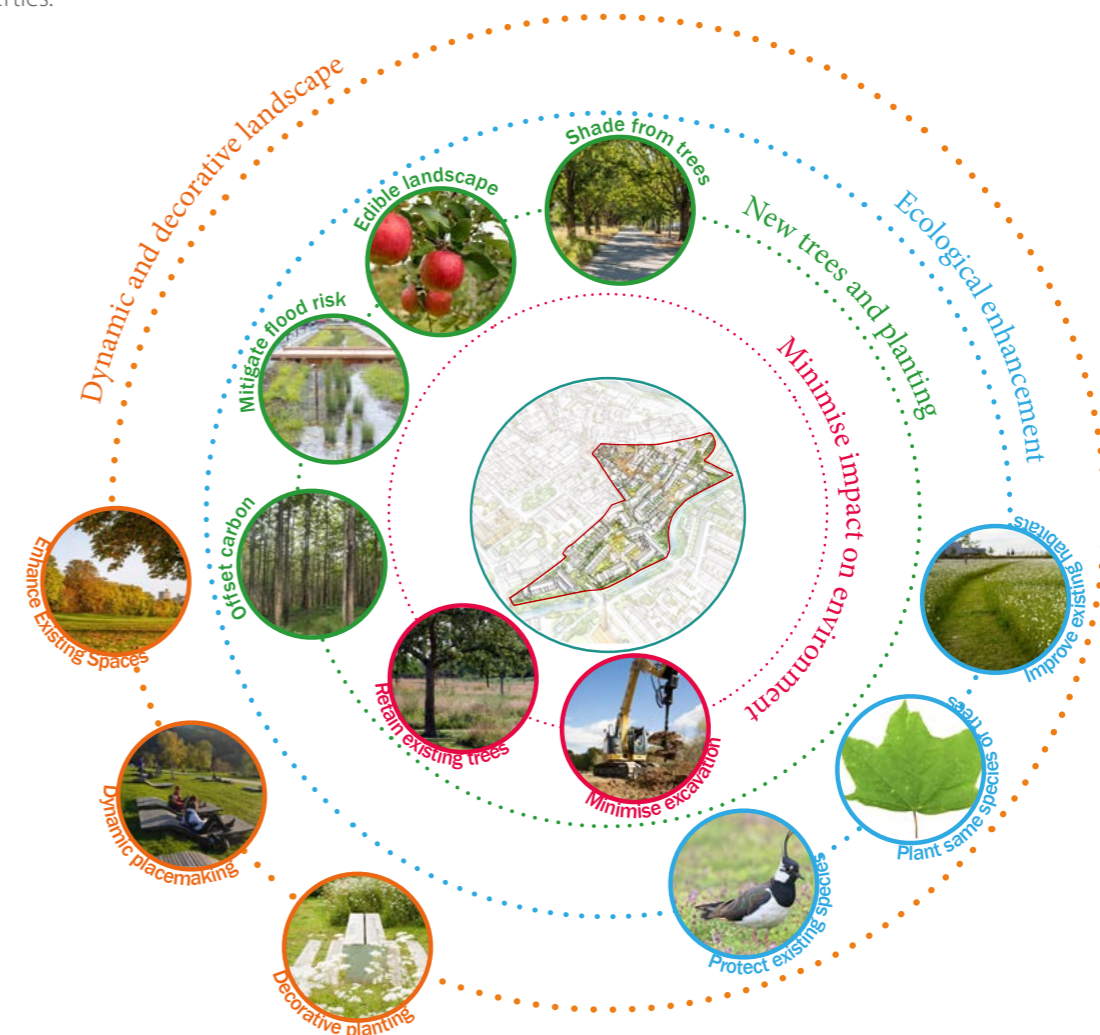 erties.
Dynamic and decorative landscape
Shade from trees
Edible landscape
New trees and planting
Ecological enhancement
Mitigate flood risk
Minimise impact on environment
Offset carbon
Enhance Existing Spaces
Improve existing habitats
Retain existing trees
Minimise excavation
Plant same species of trees
Dynamic placemaking
Protect existing species
Decorative planting